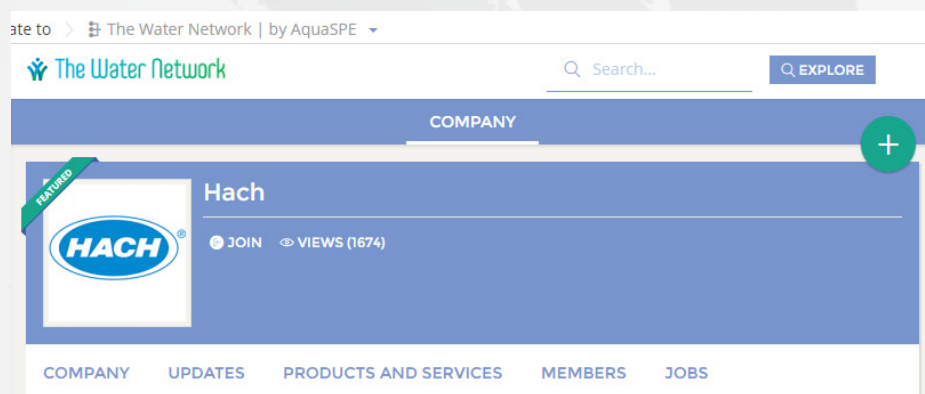 ate to > The Water Network | by AquaSPE
The Water Network
Search...
EXPLORE
COMPANY
+
FEATURED
Hach
HACH®
JOIN VIEWS (1674)
COMPANY UPDATES PRODUCTS AND SERVICES MEMBERS JOBS